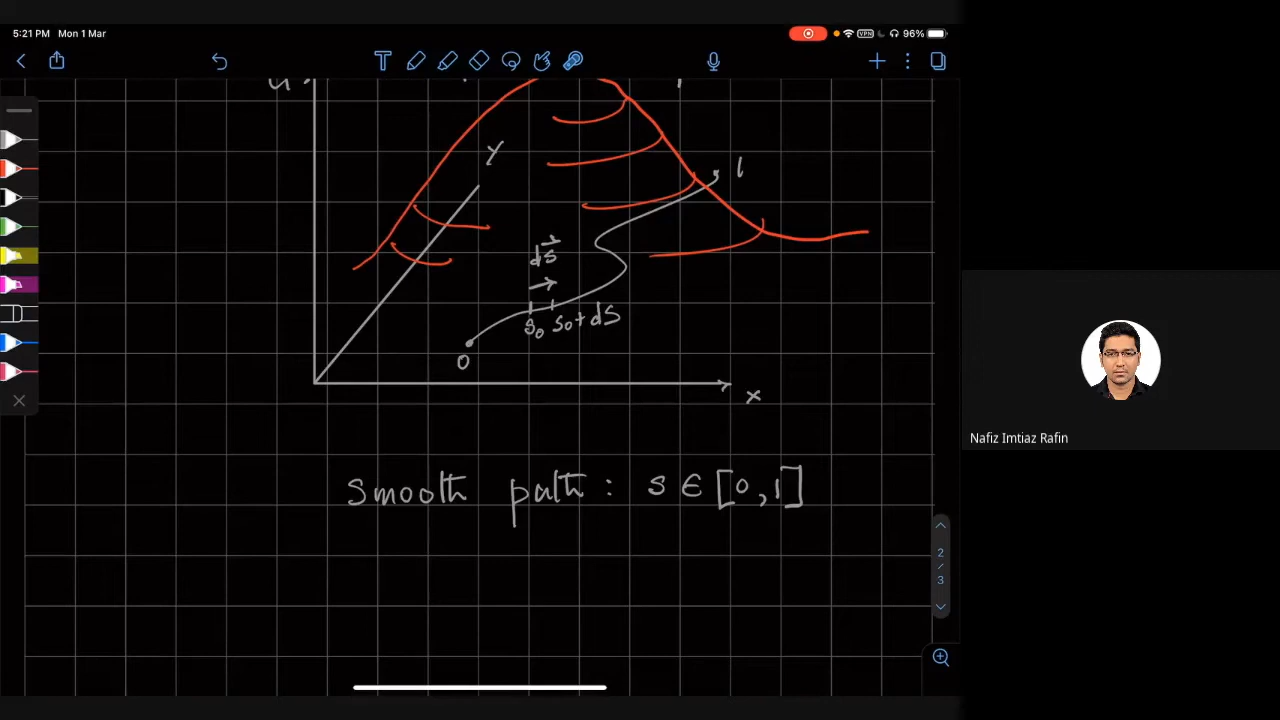 5:21 PM Mon 1 Mar
VPN
96%
T
y
1
ds
s₀ s₀+ds
0
x
smooth path : s ∈ [0,1]
2
/
3
Nafiz Imtiaz Rafin